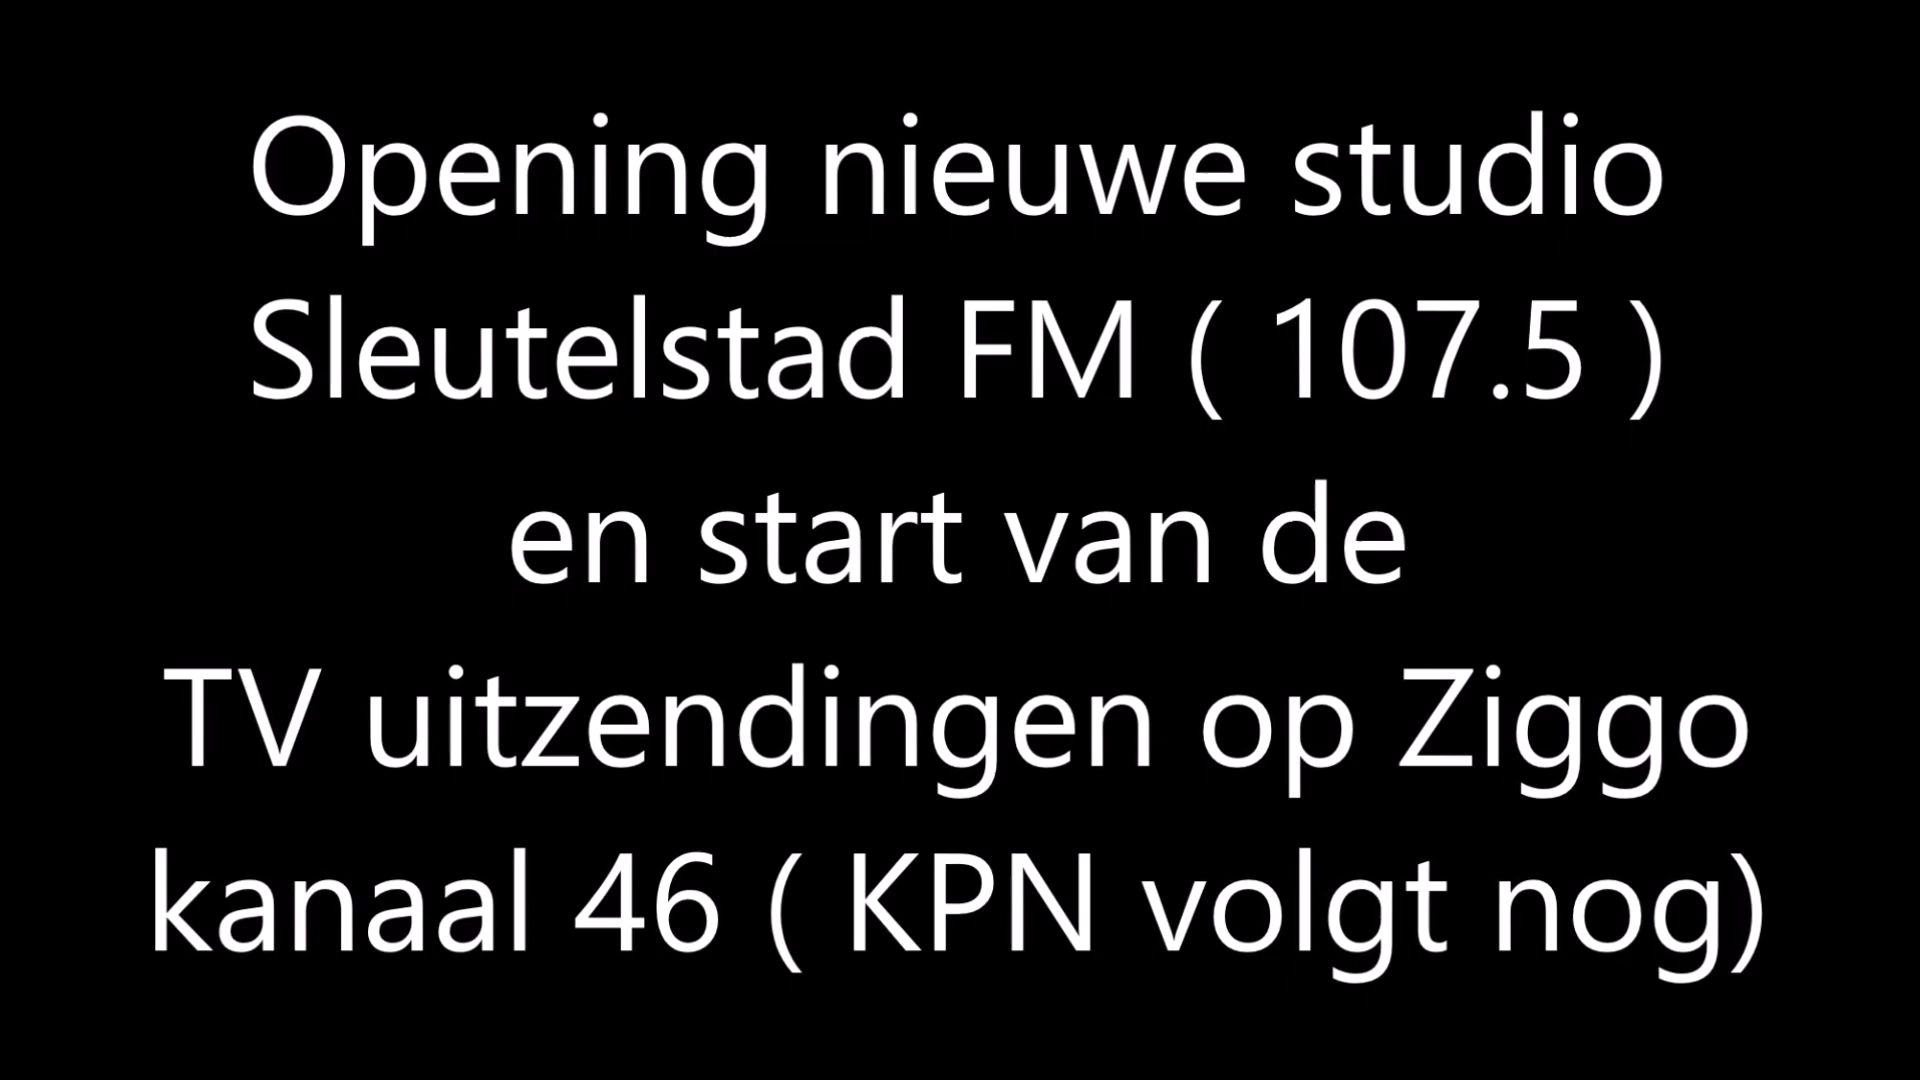 Opening nieuwe studio
Sleutelstad FM ( 107.5 )
en start van de
TV uitzendingen op Ziggo
kanaal 46 ( KPN volgt nog)